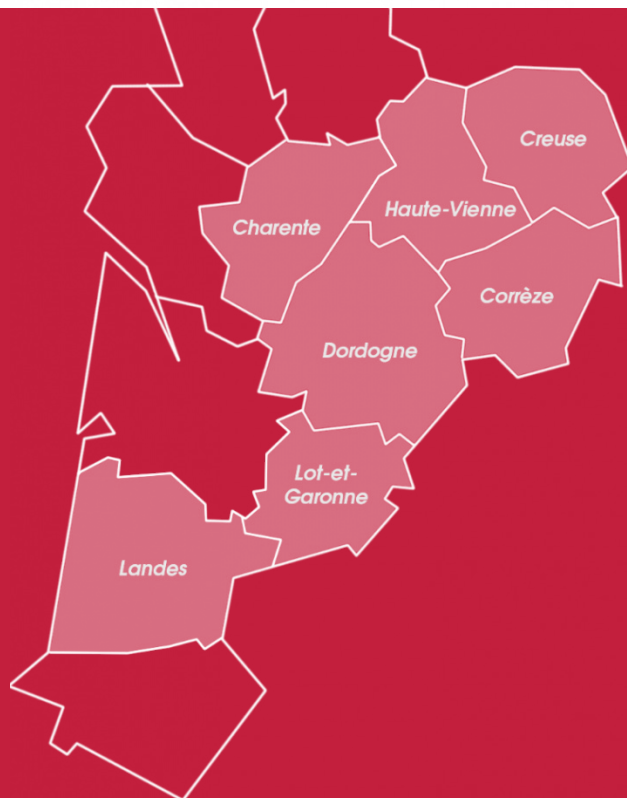 Creuse
Haute-Vienne
Charente
Corrèze
Dordogne
Lot-et-
Garonne
Landes